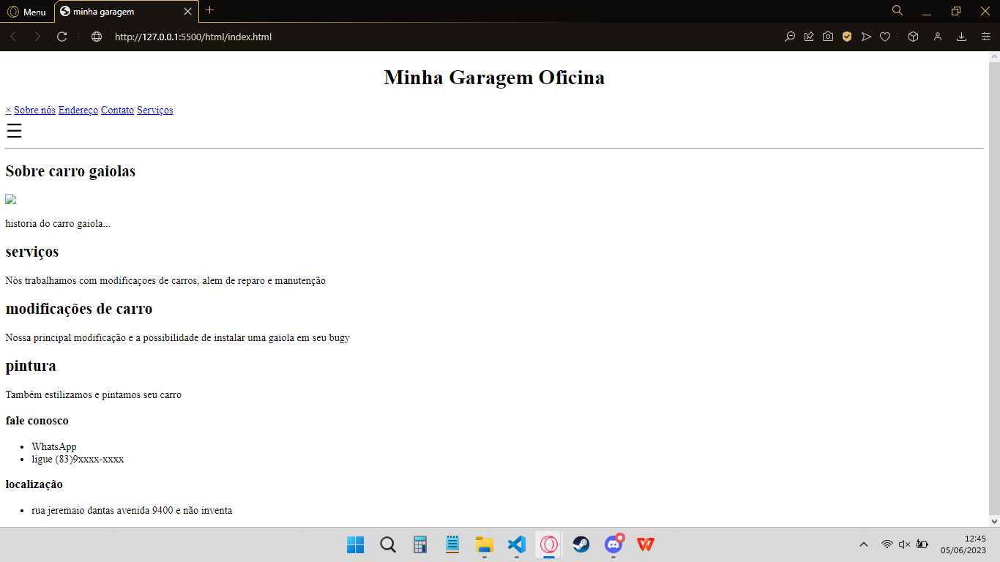 Menu
minha garagem
http://127.0.0.1:5500/html/index.html
Minha Garagem Oficina
× Sobre nós Endereço Contato Serviços
☰
Sobre carro gaiolas
historia do carro gaiola...
serviços
Nós trabalhamos com modificaçoes de carros, alem de reparo e manutenção
modificações de carro
Nossa principal modificação e a possibilidade de instalar uma gaiola em seu bugy
pintura
Também estilizamos e pintamos seu carro
fale conosco
• WhatsApp
• ligue (83)9xxxx-xxxx
localização
• rua jeremaio dantas avenida 9400 e não inventa
12:45
05/06/2023